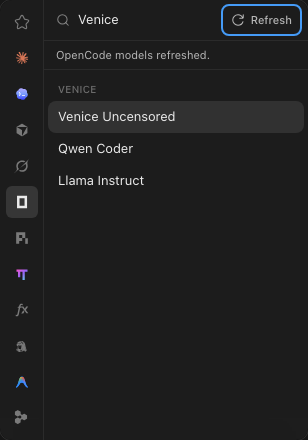 Venice
Refresh
OpenCode models refreshed.
VENICE
Venice Uncensored
Qwen Coder
Llama Instruct